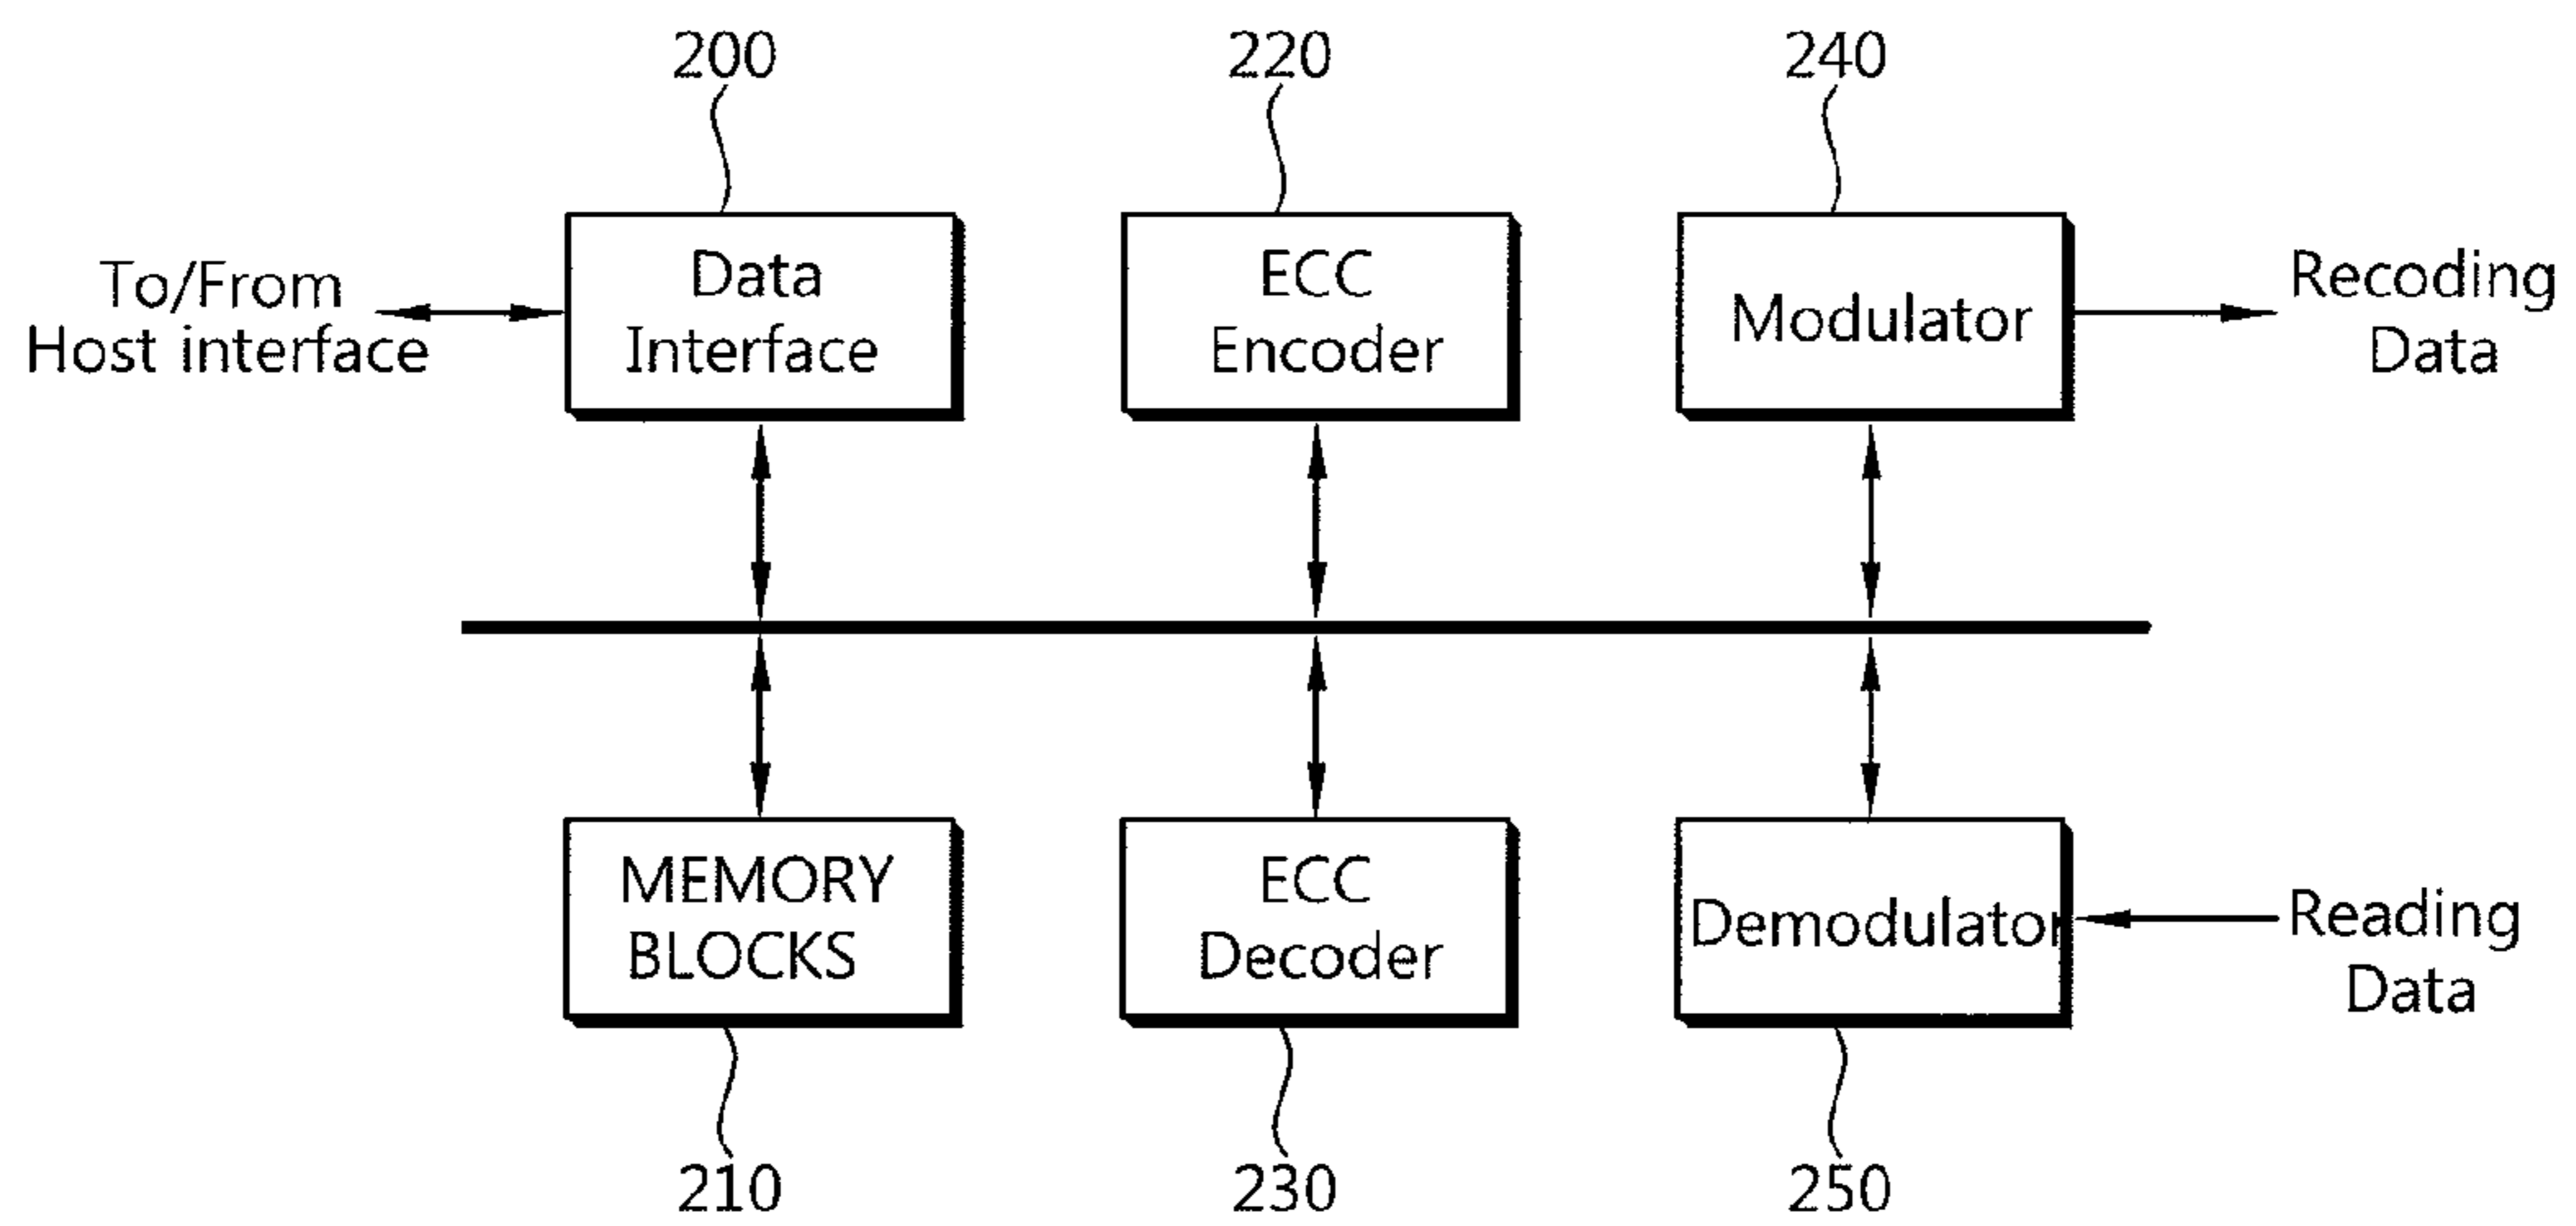 200
220
240
To/From
Host interface
Data
Interface
ECC
Encoder
Modulator
Recoding
Data
MEMORY
BLOCKS
ECC
Decoder
Demodulator
Reading
Data
210
230
250